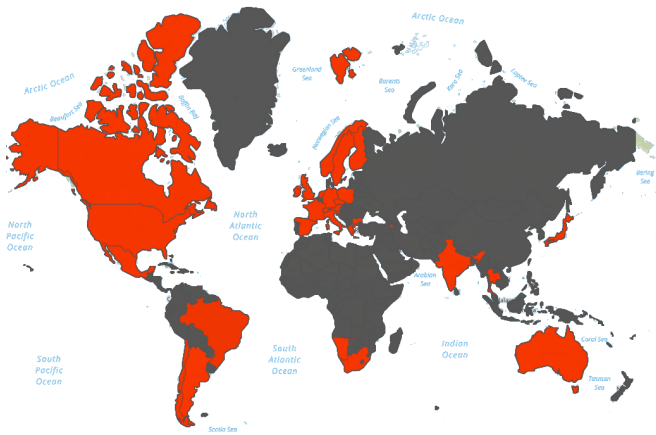 Arctic Ocean
Greenland
Sea
Barents
Sea
Kara Sea
Laptev Sea
Arctic Ocean
Beaufort Sea
Baffin Bay
Norwegian Sea
Bering
Sea
North
Pacific
Ocean
North
Atlantic
Ocean
Arabian
Sea
South
Pacific
Ocean
South
Atlantic
Ocean
Indian
Ocean
Coral Sea
Tasman
Sea
Scotia Sea